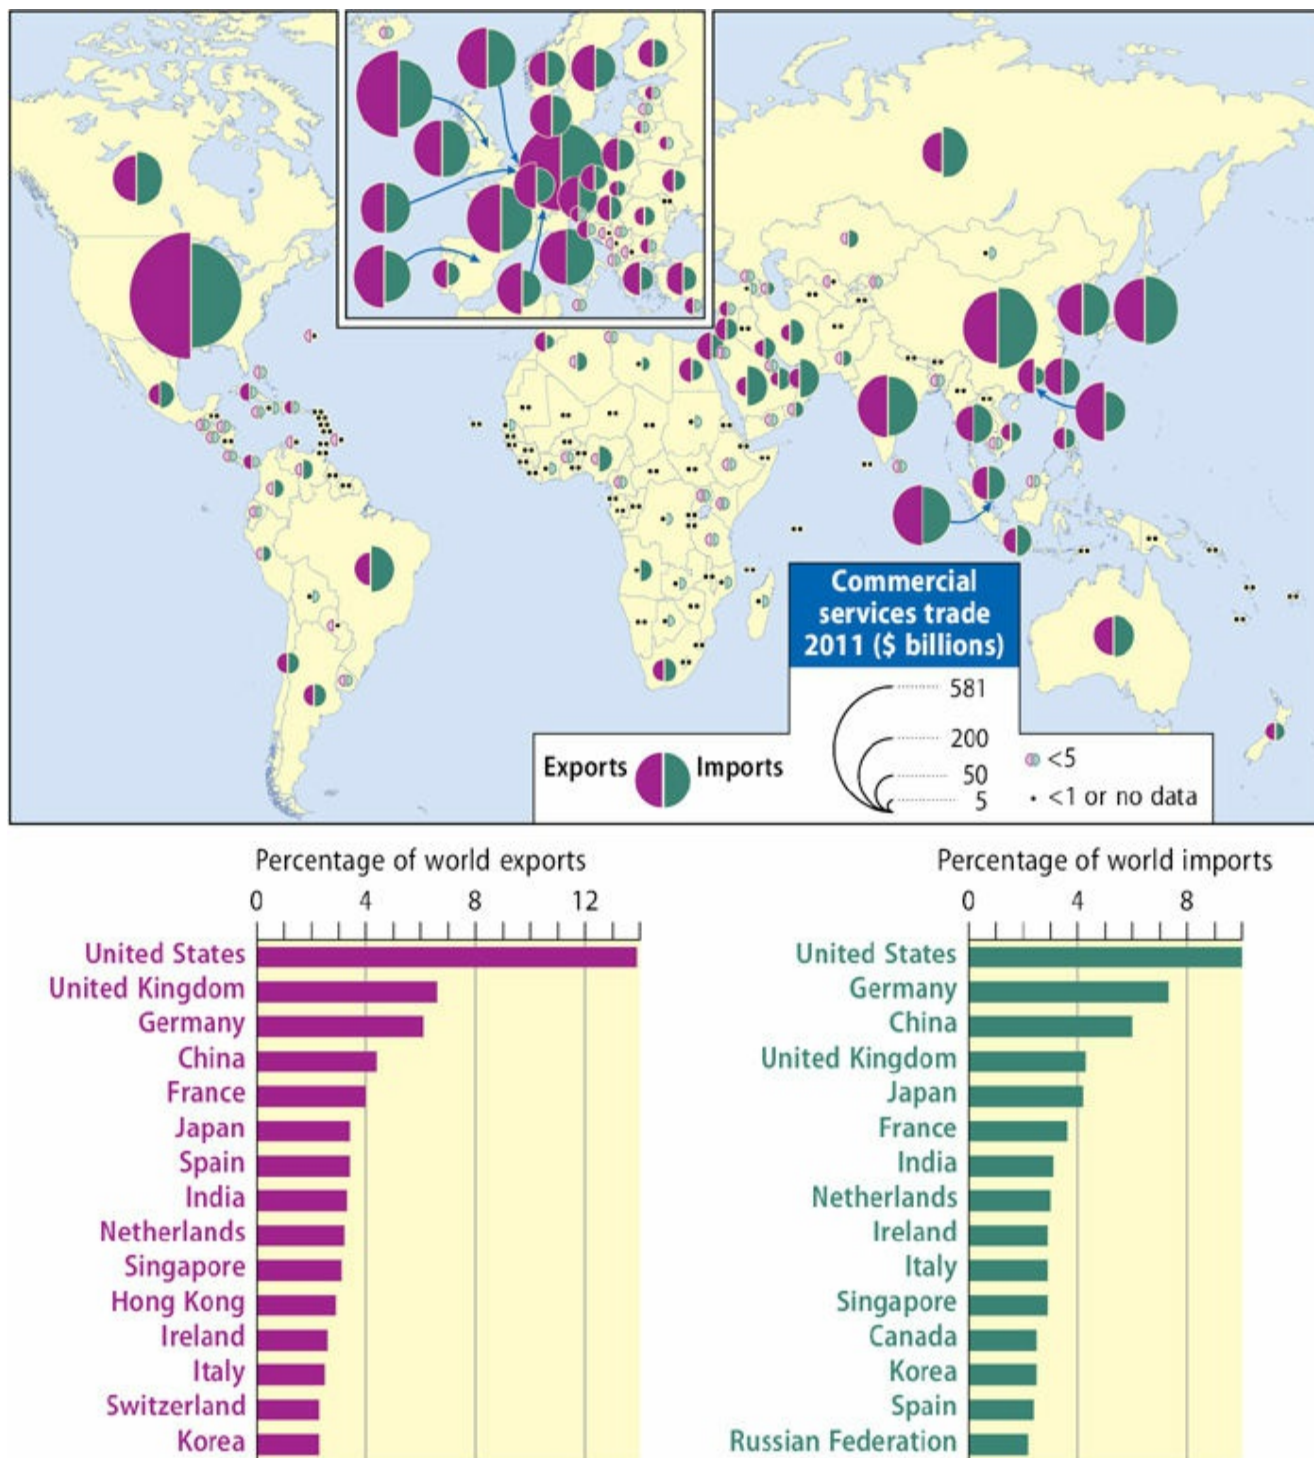 Commercial
services trade
2011 ($ billions)
581
200
50
5
Exports
Imports
<5
<1 or no data
Percentage of world exports
0 4 8 12
United States
United Kingdom
Germany
China
France
Japan
Spain
India
Netherlands
Singapore
Hong Kong
Ireland
Italy
Switzerland
Korea
Percentage of world imports
0 4 8
United States
Germany
China
United Kingdom
Japan
France
India
Netherlands
Ireland
Italy
Singapore
Canada
Korea
Spain
Russian Federation